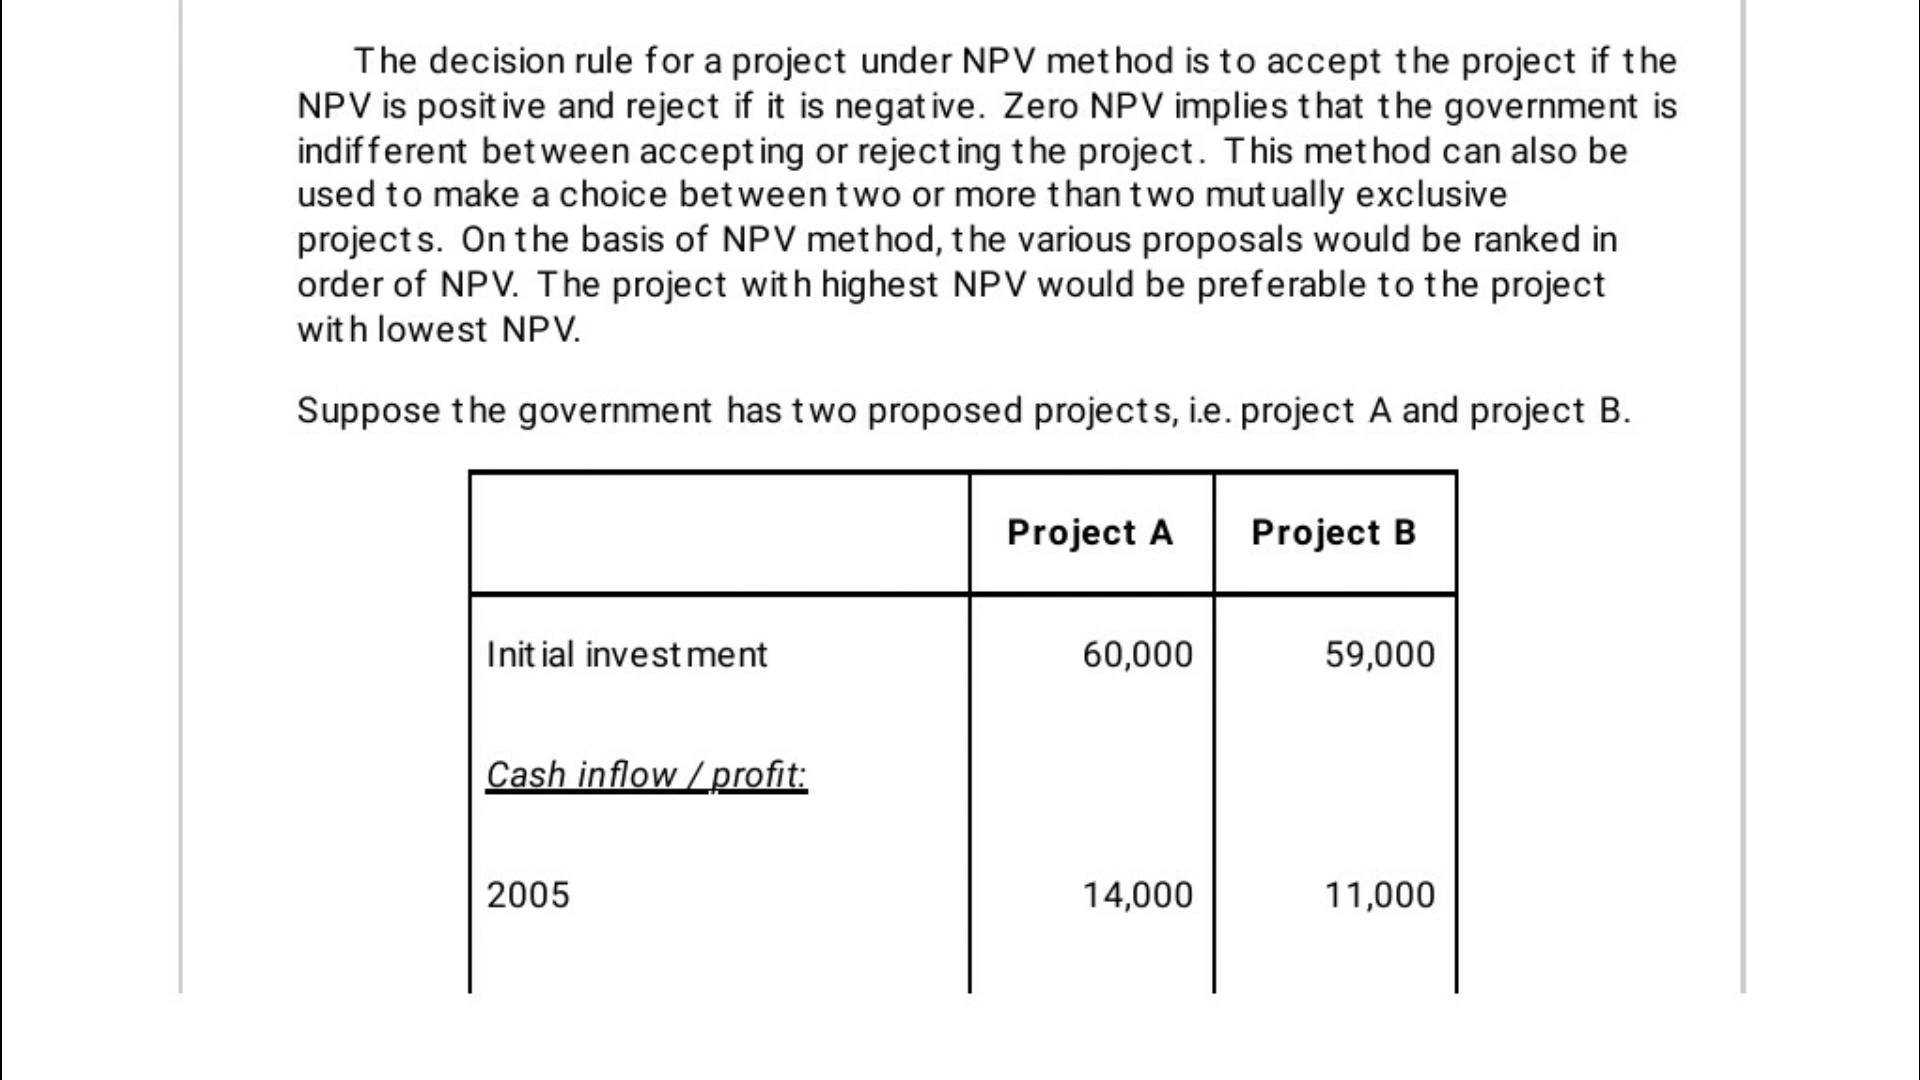 The decision rule for a project under NPV method is to accept the project if the
NPV is positive and reject if it is negative. Zero NPV implies that the government is
indifferent between accepting or rejecting the project. This method can also be
used to make a choice between two or more than two mutually exclusive
projects. On the basis of NPV method, the various proposals would be ranked in
order of NPV. The project with highest NPV would be preferable to the project
with lowest NPV.
Suppose the government has two proposed projects, i.e. project A and project B.
Project A Project B
Initial investment 60,000 59,000
Cash inflow / profit:
2005 14,000 11,000